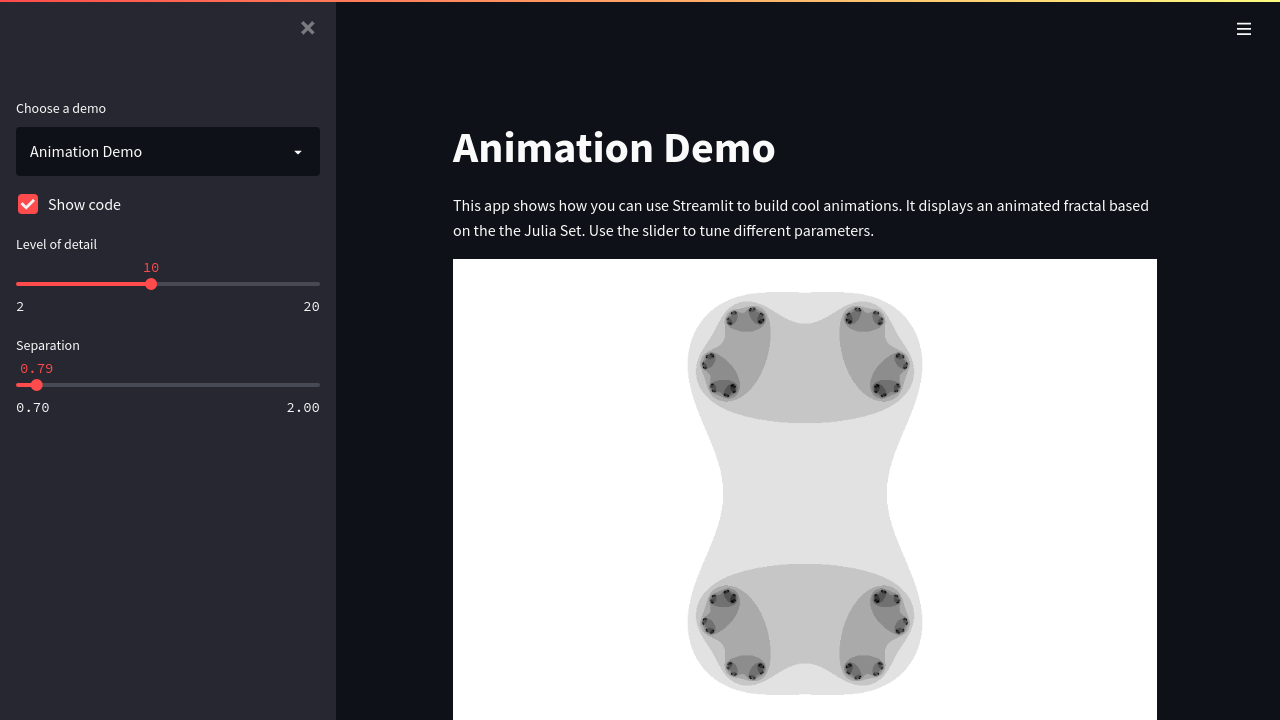 Choose a demo
Animation Demo
Show code
Level of detail
10
2 20
Separation
0.79
0.70 2.00
Animation Demo
This app shows how you can use Streamlit to build cool animations. It displays an animated fractal based
on the the Julia Set. Use the slider to tune different parameters.